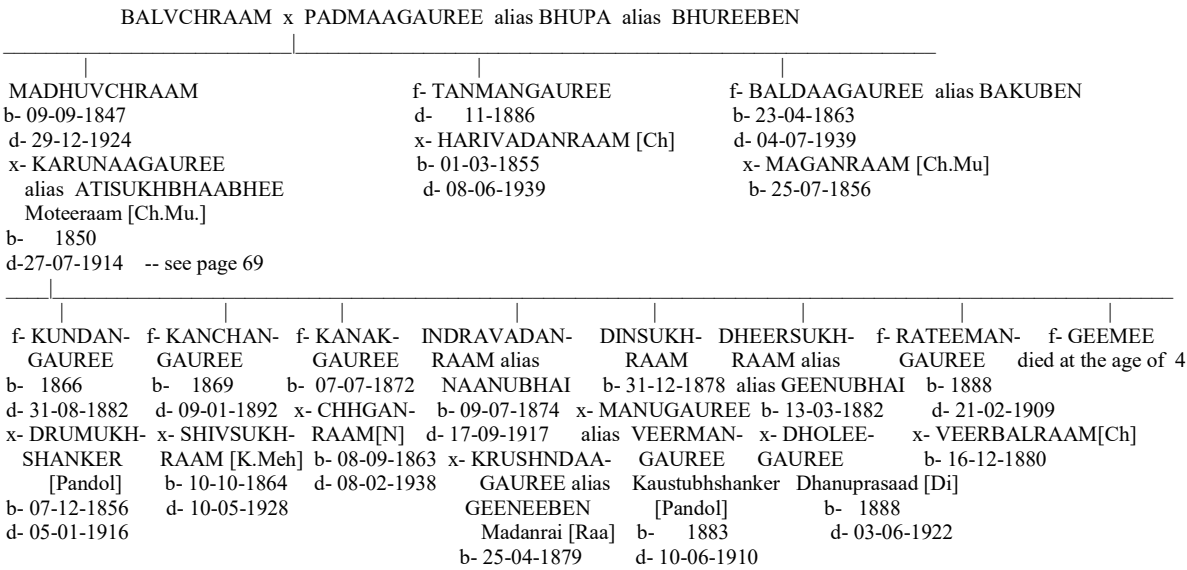 BALVCHRAAM x PADMAAGAUREE alias BHUPA alias BHUREEBEN
MADHUVCHRAAM f- TANMANGAUREE f- BALDAAGAUREE alias BAKUBEN
b- 09-09-1847 d- 11-1886 b- 23-04-1863
d- 29-12-1924 x- HARIVADANRAAM [Ch] d- 04-07-1939
x- KARUNAAGAUREE b- 01-03-1855 x- MAGANRAAM [Ch.Mu]
alias ATISUKHBHAABHEE d- 08-06-1939 b- 25-07-1856
Moteeraam [Ch.Mu.]
b- 1850
d-27-07-1914 -- see page 69
f- KUNDAN- f- KANCHAN- f- KANAK- INDRAVADAN- DINSUKH- DHEERSUKH- f- RATEEMAN- f- GEEMEE
GAUREE GAUREE GAUREE RAAM alias RAAM RAAM alias GAUREE died at the age of 4
b- 1866 b- 1869 b- 07-07-1872 NAANUBHAI b- 31-12-1878 alias GEENUBHAI b- 1888
d- 31-08-1882 d- 09-01-1892 x- CHHGAN- b- 09-07-1874 x- MANUGAUREE b- 13-03-1882 d- 21-02-1909
x- DRUMUKH- x- SHIVSUKH- RAAM[N] d- 17-09-1917 alias VEERMAN- x- DHOLEE- x- VEERBALRAAM[Ch]
SHANKER RAAM [K.Meh] b- 08-09-1863 x- KRUSHNDAA- GAUREE GAUREE b- 16-12-1880
[Pandol] b- 10-10-1864 d- 08-02-1938 GAUREE alias Kaustubhshanker Dhanuprasaad [Di]
b- 07-12-1856 d- 10-05-1928 GEENEEBEN [Pandol] b- 1888
d- 05-01-1916 Madanrai [Raa] b- 1883 d- 03-06-1922
b- 25-04-1879 d- 10-06-1910